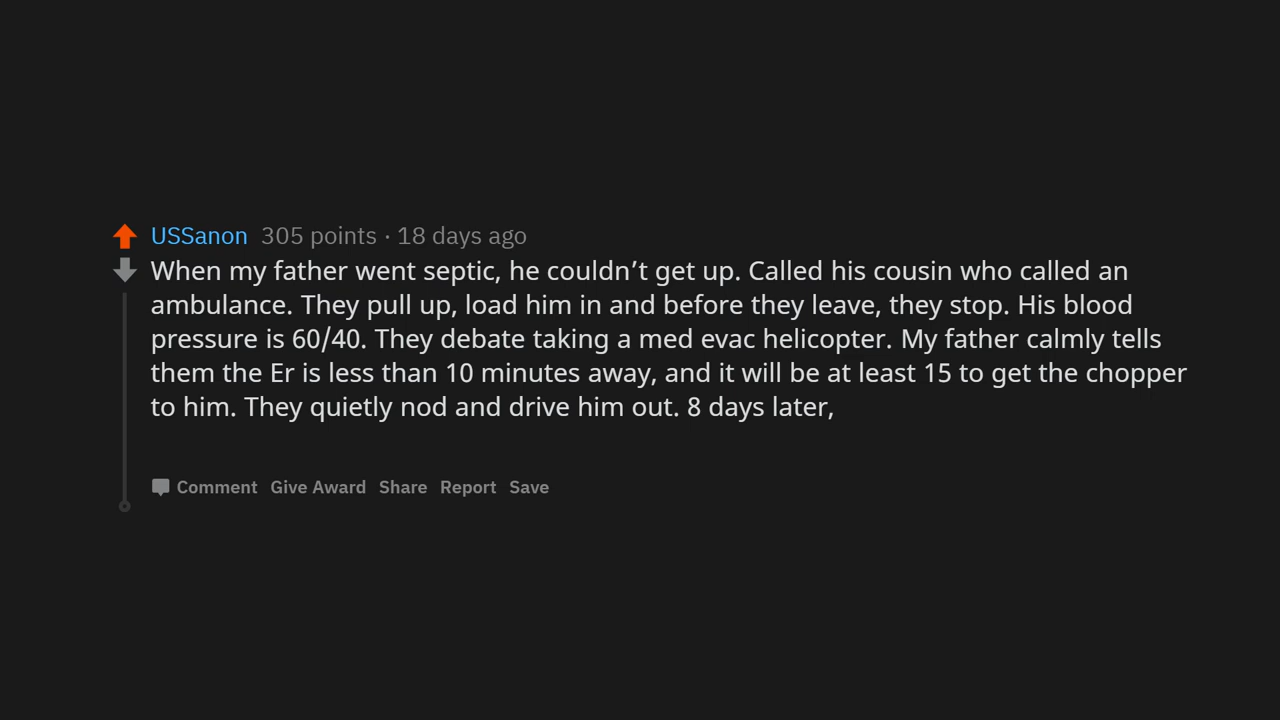 USSanon 305 points · 18 days ago
When my father went septic, he couldn’t get up. Called his cousin who called an
ambulance. They pull up, load him in and before they leave, they stop. His blood
pressure is 60/40. They debate taking a med evac helicopter. My father calmly tells
them the Er is less than 10 minutes away, and it will be at least 15 to get the chopper
to him. They quietly nod and drive him out. 8 days later,
Comment Give Award Share Report Save